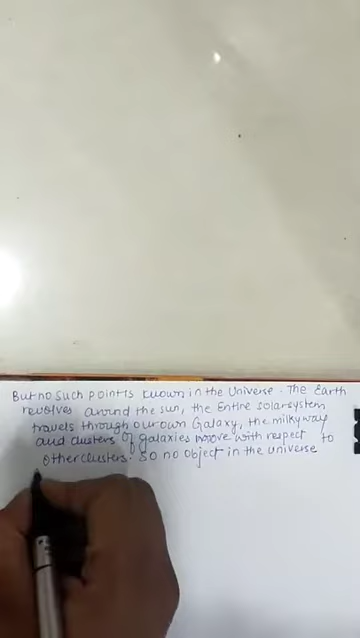 But no such point is known in the Universe. The Earth
revolves around the sun, the Entire solarsystem
travels through our own Galaxy, the milkyway
and clusters of galaxies move with respect to
other clusters. So no object in the universe